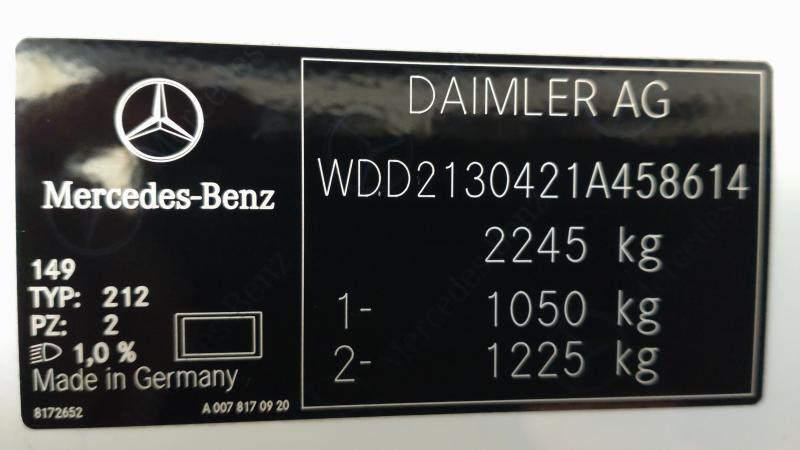 Mercedes-Benz
149
TYP: 212
PZ: 2
1,0 %
Made in Germany
8172652
A 007 817 09 20
DAIMLER AG
WDD2130421A458614
2245 kg
1- 1050 kg
2- 1225 kg